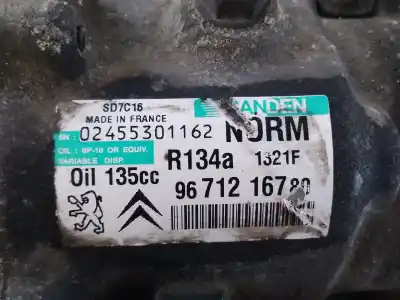 SD7C16
MADE IN FRANCE
SANDEN
SN: 02455301162 NORM
OIL : SP-10 OR EQUIV.
VARIABLE DISP.
R134a 1321F
Oil 135cc
96 712 167 80